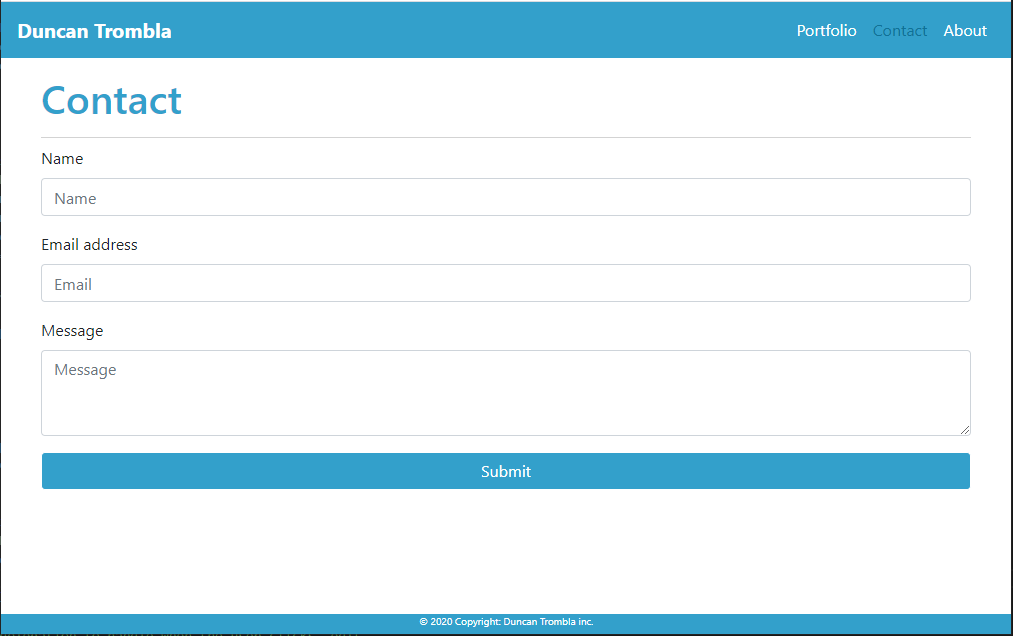 Duncan Trombla
Portfolio Contact About
Contact
Name
Name
Email address
Email
Message
Message
Submit
© 2020 Copyright: Duncan Trombla inc.